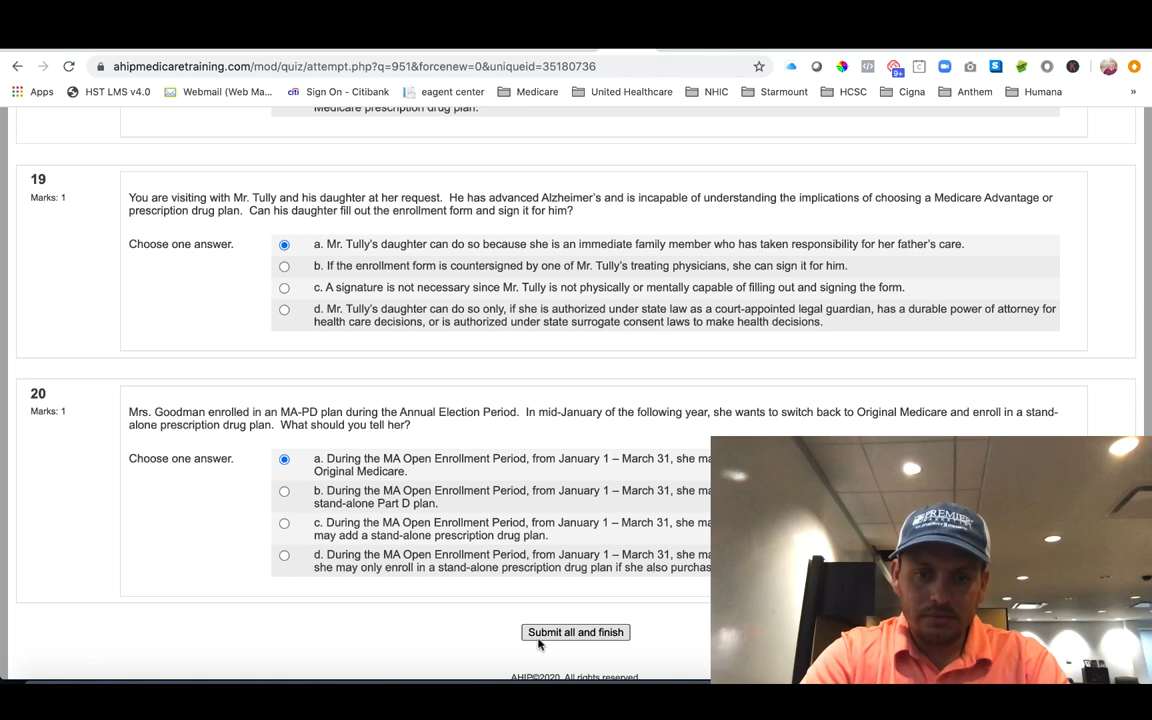 ahipmedicaretraining.com/mod/quiz/attempt.php?q=951&forcenew=0&uniqueid=35180736
9+
Apps HST LMS v4.0 Webmail (Web Ma... Sign On - Citibank eagent center Medicare United Healthcare NHIC Starmount HCSC Cigna Anthem Humana »
Medicare prescription drug plan.
19
Marks: 1
You are visiting with Mr. Tully and his daughter at her request. He has advanced Alzheimer's and is incapable of understanding the implications of choosing a Medicare Advantage or
prescription drug plan. Can his daughter fill out the enrollment form and sign it for him?
Choose one answer.
a. Mr. Tully's daughter can do so because she is an immediate family member who has taken responsibility for her father's care.
b. If the enrollment form is countersigned by one of Mr. Tully's treating physicians, she can sign it for him.
c. A signature is not necessary since Mr. Tully is not physically or mentally capable of filling out and signing the form.
d. Mr. Tully's daughter can do so only, if she is authorized under state law as a court-appointed legal guardian, has a durable power of attorney for
health care decisions, or is authorized under state surrogate consent laws to make health decisions.
20
Marks: 1
Mrs. Goodman enrolled in an MA-PD plan during the Annual Election Period. In mid-January of the following year, she wants to switch back to Original Medicare and enroll in a stand-
alone prescription drug plan. What should you tell her?
Choose one answer.
a. During the MA Open Enrollment Period, from January 1 – March 31, she ma
Original Medicare.
b. During the MA Open Enrollment Period, from January 1 – March 31, she ma
stand-alone Part D plan.
c. During the MA Open Enrollment Period, from January 1 – March 31, she ma
may add a stand-alone prescription drug plan.
d. During the MA Open Enrollment Period, from January 1 – March 31, she ma
she may only enroll in a stand-alone prescription drug plan if she also purchas
Submit all and finish
AHIP©2020. All rights reserved
PREMIER